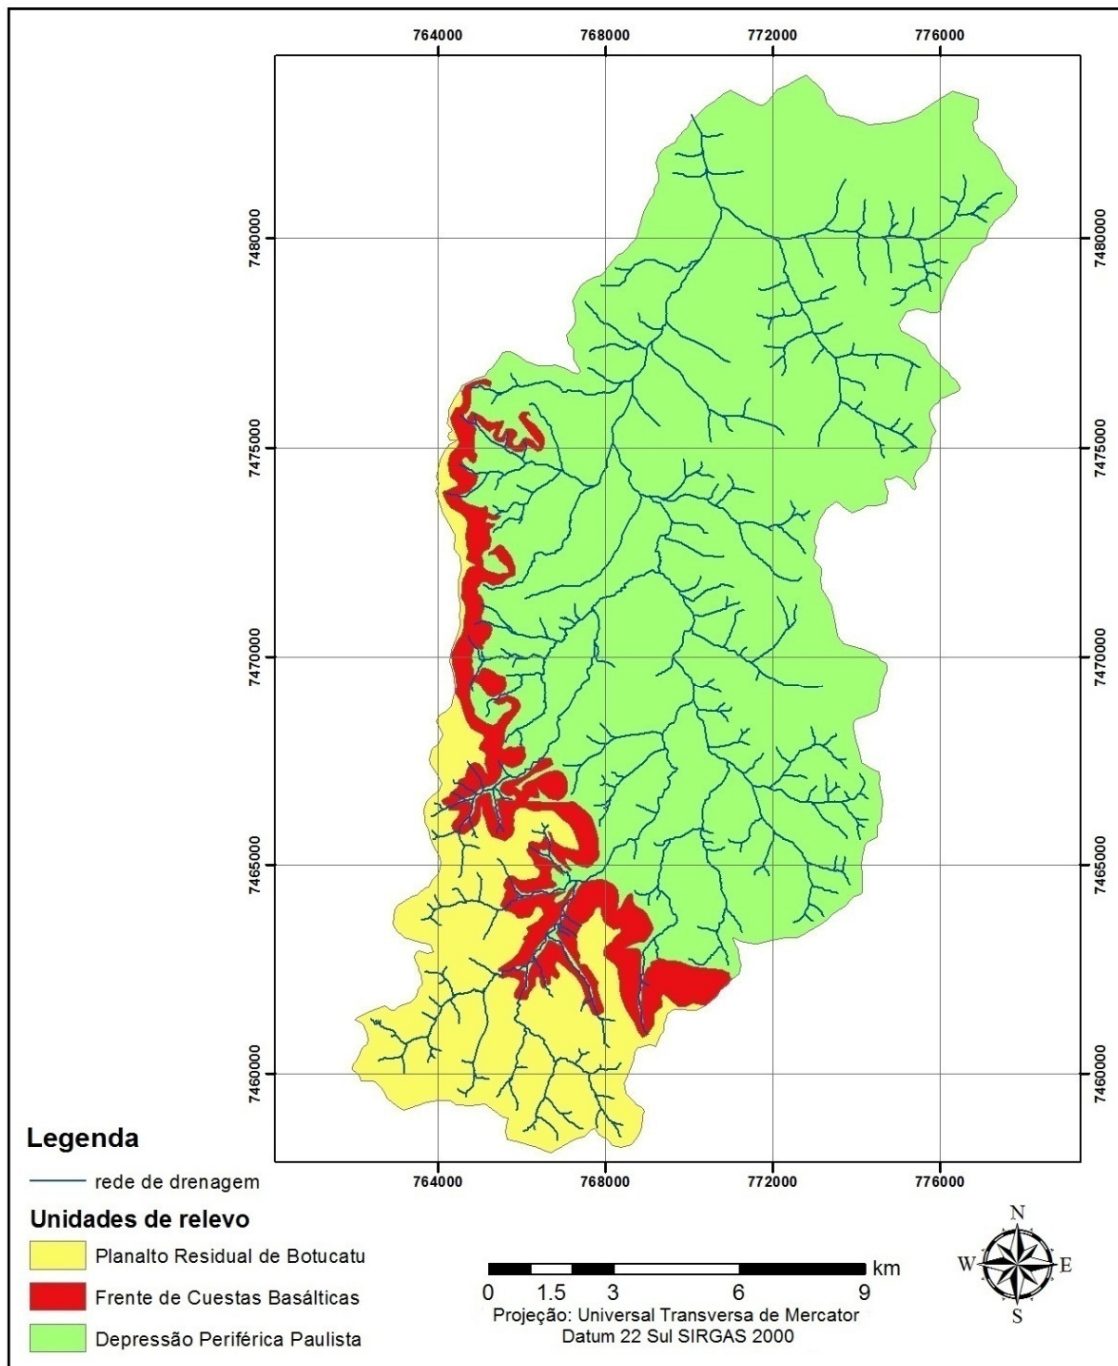 764000 768000 772000 776000
7480000 7480000
7475000 7475000
7470000 7470000
7465000 7465000
7460000 7460000
764000 768000 772000 776000
Legenda
rede de drenagem
Unidades de relevo
Planalto Residual de Botucatu
Frente de Cuestas Basálticas
Depressão Periférica Paulista
0 1.5 3 6 9 km
Projeção: Universal Transversa de Mercator
Datum 22 Sul SIRGAS 2000
N
W E
S